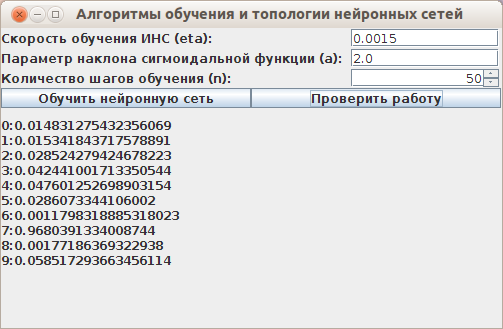 Алгоритмы обучения и топологии нейронных сетей
Скорость обучения ИНС (eta): 0.0015
Параметр наклона сигмоидальной функции (a): 2.0
Количество шагов обучения (n): 50
Обучить нейронную сеть Проверить работу
0:0.014831275432356069
1:0.015341843717578891
2:0.028524279424678223
3:0.042441001713350544
4:0.047601252698903154
5:0.0286073344106002
6:0.0011798318885318023
7:0.9680391334008744
8:0.00177186369322938
9:0.058517293663456114